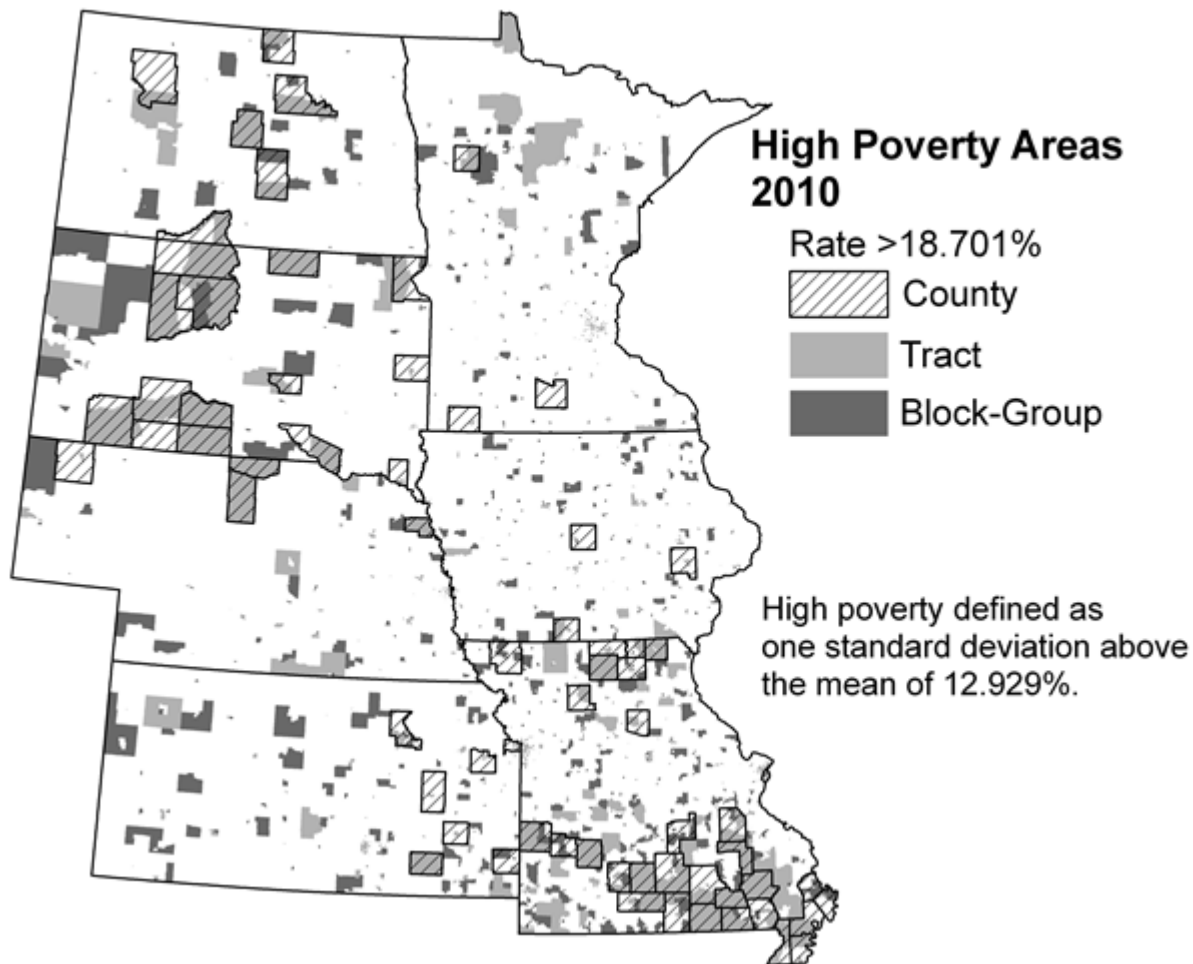 High Poverty Areas
2010
Rate >18.701%
County
Tract
Block-Group
High poverty defined as
one standard deviation above
the mean of 12.929%.